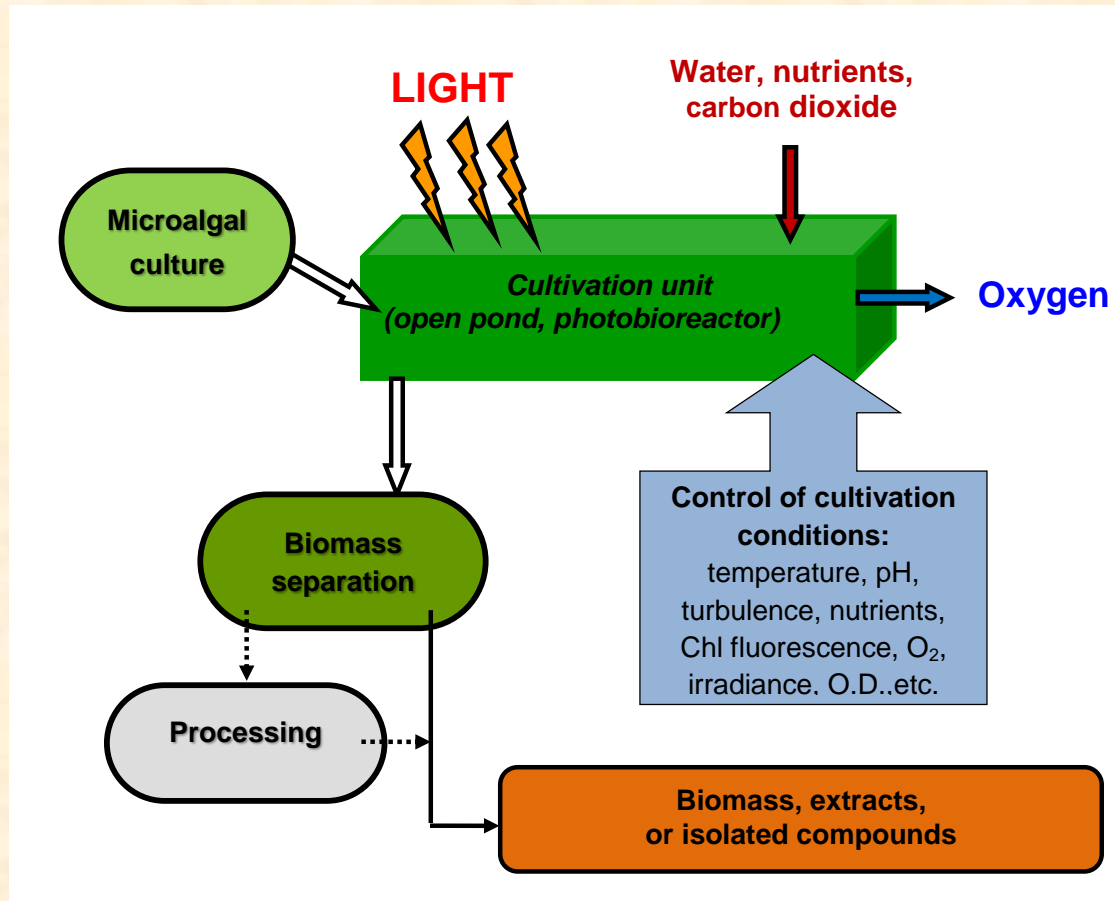 LIGHT
Water, nutrients,
carbon dioxide
Microalgal
culture
Cultivation unit
(open pond, photobioreactor)
Oxygen
Control of cultivation
conditions:
temperature, pH,
turbulence, nutrients,
Chl fluorescence, O₂,
irradiance, O.D.,etc.
Biomass
separation
Processing
Biomass, extracts,
or isolated compounds